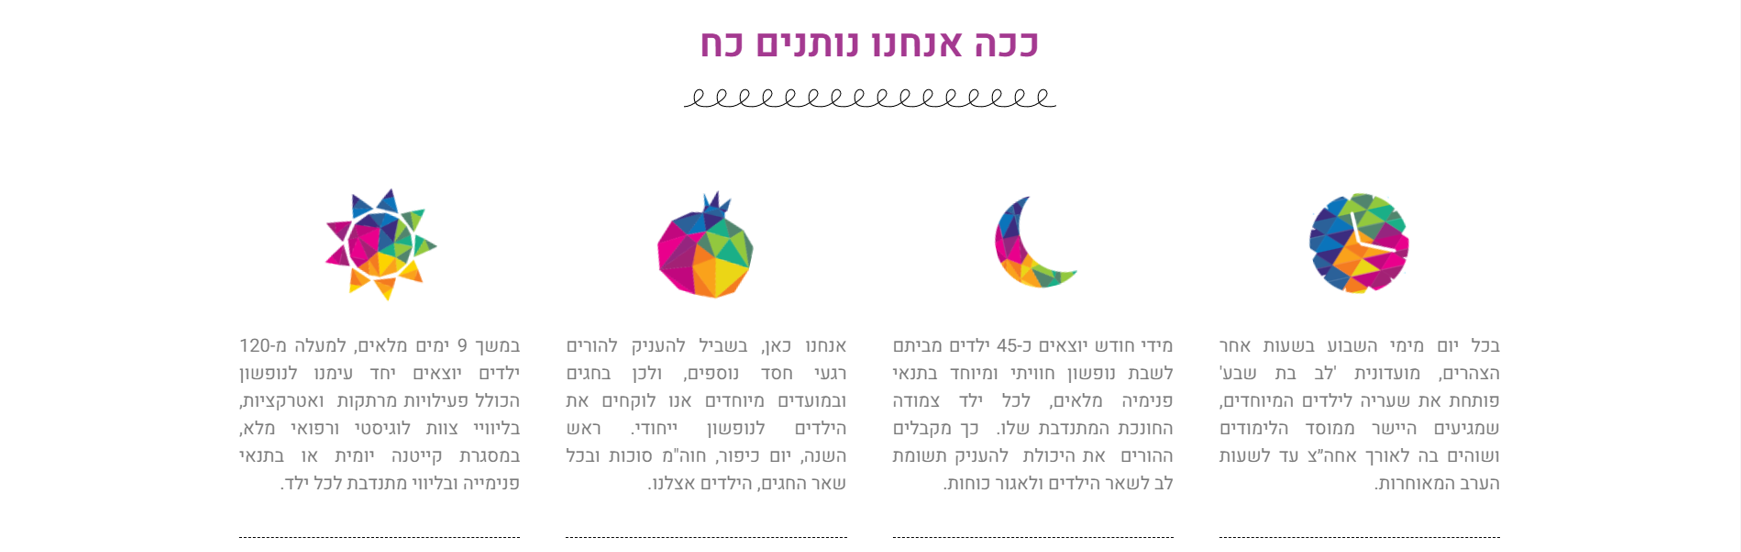 ככה אנחנו נותנים כח
בכל יום מימי השבוע בשעות אחר
הצהרים, מועדונית 'לב בת שבע'
פותחת את שעריה לילדים המיוחדים,
שמגיעים היישר ממוסד הלימודים
ושוהים בה לאורך אחה״צ עד לשעות
הערב המאוחרות.
מידי חודש יוצאים כ-45 ילדים מביתם
לשבת נופשון חוויתי ומיוחד בתנאי
פנימיה מלאים, לכל ילד צמודה
החונכת המתנדבת שלו. כך מקבלים
ההורים את היכולת להעניק תשומת
לב לשאר הילדים ולאגור כוחות.
אנחנו כאן, בשביל להעניק להורים
רגעי חסד נוספים, ולכן בחגים
ובמועדים מיוחדים אנו לוקחים את
הילדים לנופשון ייחודי. ראש
השנה, יום כיפור, חוה"מ סוכות ובכל
שאר החגים, הילדים אצלנו.
במשך 9 ימים מלאים, למעלה מ-120
ילדים יוצאים יחד עימנו לנופשון
הכולל פעילויות מרתקות ואטרקציות,
בליוויי צוות לוגיסטי ורפואי מלא,
במסגרת קייטנה יומית או בתנאי
פנימייה ובליווי מתנדבת לכל ילד.